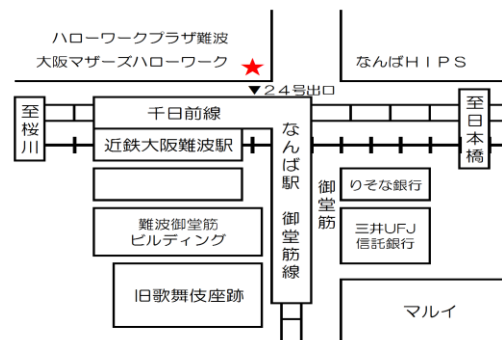 ハローワークプラザ難波
大阪マザーズハローワーク
なんばHIPS
▼24号出口
至桜川
千日前線
至日本橋
近鉄大阪難波駅
なんば駅 御堂筋線
御堂筋
りそな銀行
難波御堂筋
ビルディング
三井UFJ
信託銀行
旧歌舞伎座跡
マルイ